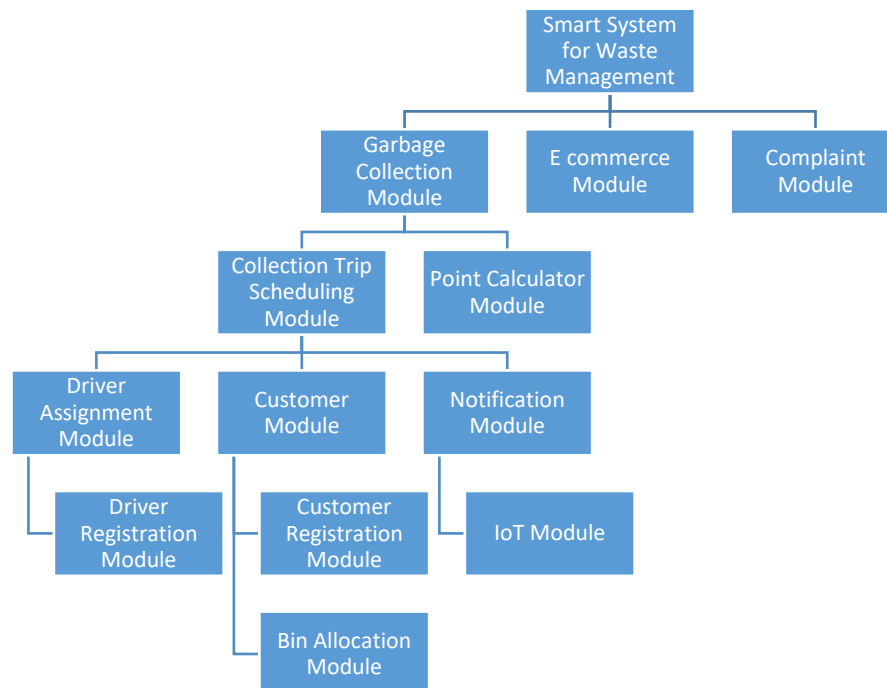 Smart System
for Waste
Management
Garbage
Collection
Module
E commerce
Module
Complaint
Module
Collection Trip
Scheduling
Module
Point Calculator
Module
Driver
Assignment
Module
Customer
Module
Notification
Module
Driver
Registration
Module
Customer
Registration
Module
IoT Module
Bin Allocation
Module